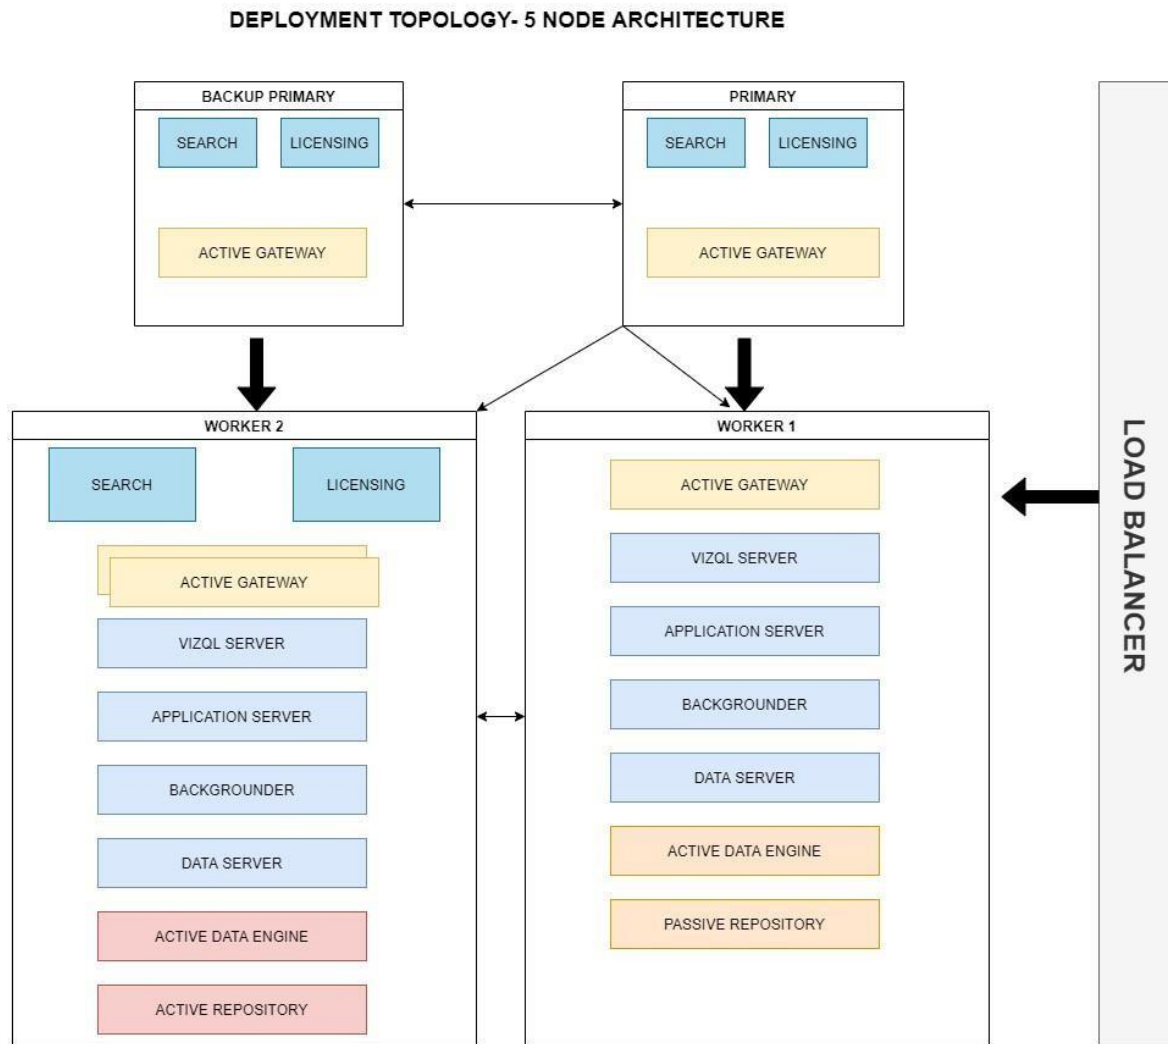 DEPLOYMENT TOPOLOGY- 5 NODE ARCHITECTURE
BACKUP PRIMARY
SEARCH
LICENSING
ACTIVE GATEWAY
PRIMARY
SEARCH
LICENSING
ACTIVE GATEWAY
WORKER 2
SEARCH
LICENSING
ACTIVE GATEWAY
VIZQL SERVER
APPLICATION SERVER
BACKGROUNDER
DATA SERVER
ACTIVE DATA ENGINE
ACTIVE REPOSITORY
WORKER 1
ACTIVE GATEWAY
VIZQL SERVER
APPLICATION SERVER
BACKGROUNDER
DATA SERVER
ACTIVE DATA ENGINE
PASSIVE REPOSITORY
LOAD BALANCER